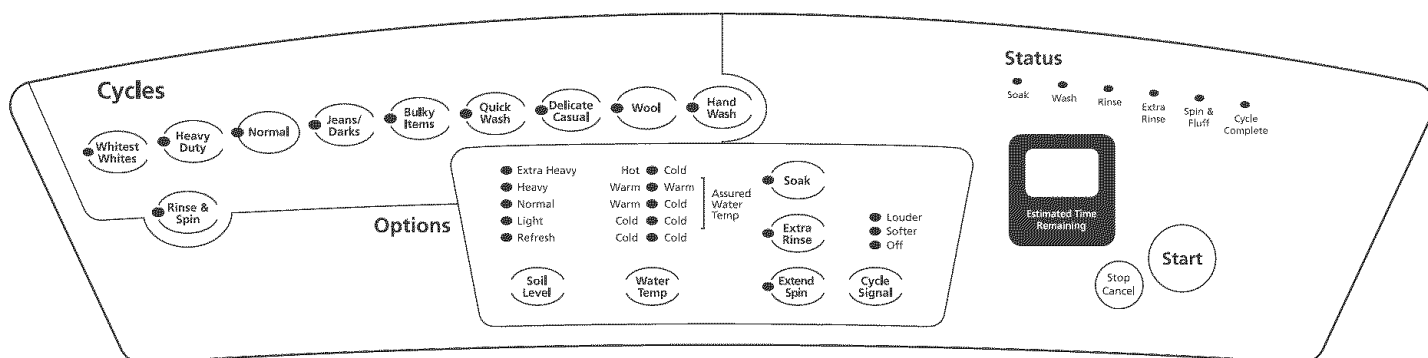 Cycles
Whitest
Whites
Heavy
Duty
Normal
Jeans/
Darks
Bulky
Items
Quick
Wash
Delicate
Casual
Wool
Hand
Wash
Rinse &
Spin
Options
Extra Heavy
Heavy
Normal
Light
Refresh
Soil
Level
Hot Cold
Warm Warm
Warm Cold
Cold Cold
Cold Cold
Assured
Water
Temp
Water
Temp
Soak
Extra
Rinse
Extend
Spin
Louder
Softer
Off
Cycle
Signal
Status
Soak
Wash
Rinse
Extra
Rinse
Spin &
Fluff
Cycle
Complete
Estimated Time
Remaining
Stop
Cancel
Start